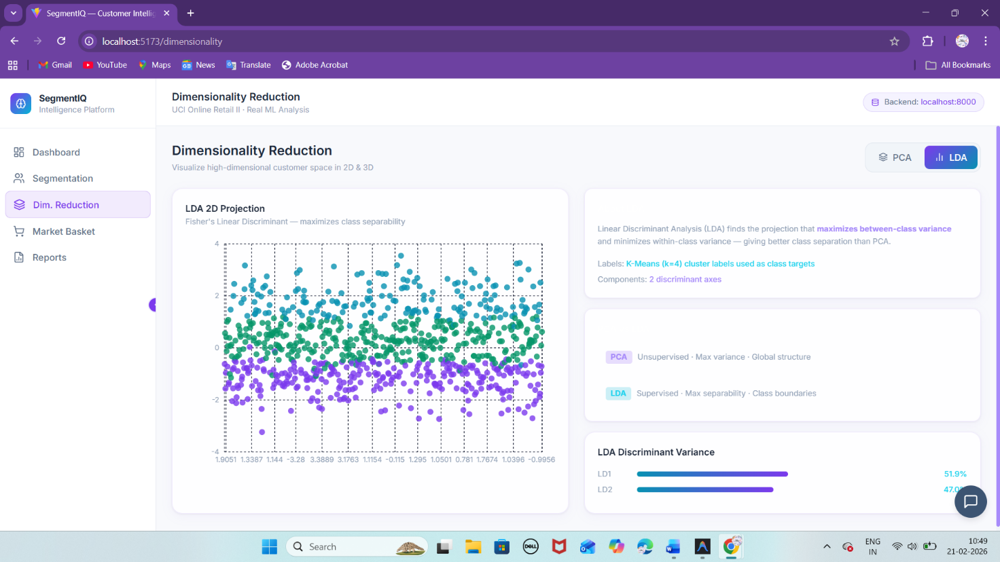 SegmentIQ — Customer Intellig
localhost:5173/dimensionality
Gmail
YouTube
Maps
News
Translate
Adobe Acrobat
All Bookmarks
SegmentIQ
Intelligence Platform
Dashboard
Segmentation
Dim. Reduction
Market Basket
Reports
Dimensionality Reduction
UCI Online Retail II · Real ML Analysis
Backend: localhost:8000
Dimensionality Reduction
Visualize high-dimensional customer space in 2D & 3D
PCA
LDA
LDA 2D Projection
Fisher's Linear Discriminant — maximizes class separability
4
2
0
-2
-4
1.9051 1.3387 1.144 -3.28 3.3889 3.1763 1.1154 -0.115 1.295 1.0501 0.781 1.7674 1.0396 -0.9956
Linear Discriminant Analysis (LDA) finds the projection that maximizes between-class variance
and minimizes within-class variance — giving better class separation than PCA.
Labels: K-Means (k=4) cluster labels used as class targets
Components: 2 discriminant axes
PCA Unsupervised · Max variance · Global structure
LDA Supervised · Max separability · Class boundaries
LDA Discriminant Variance
LD1 51.9%
LD2 47.0
Search
DELL
ENG
IN
10:49
21-02-2026